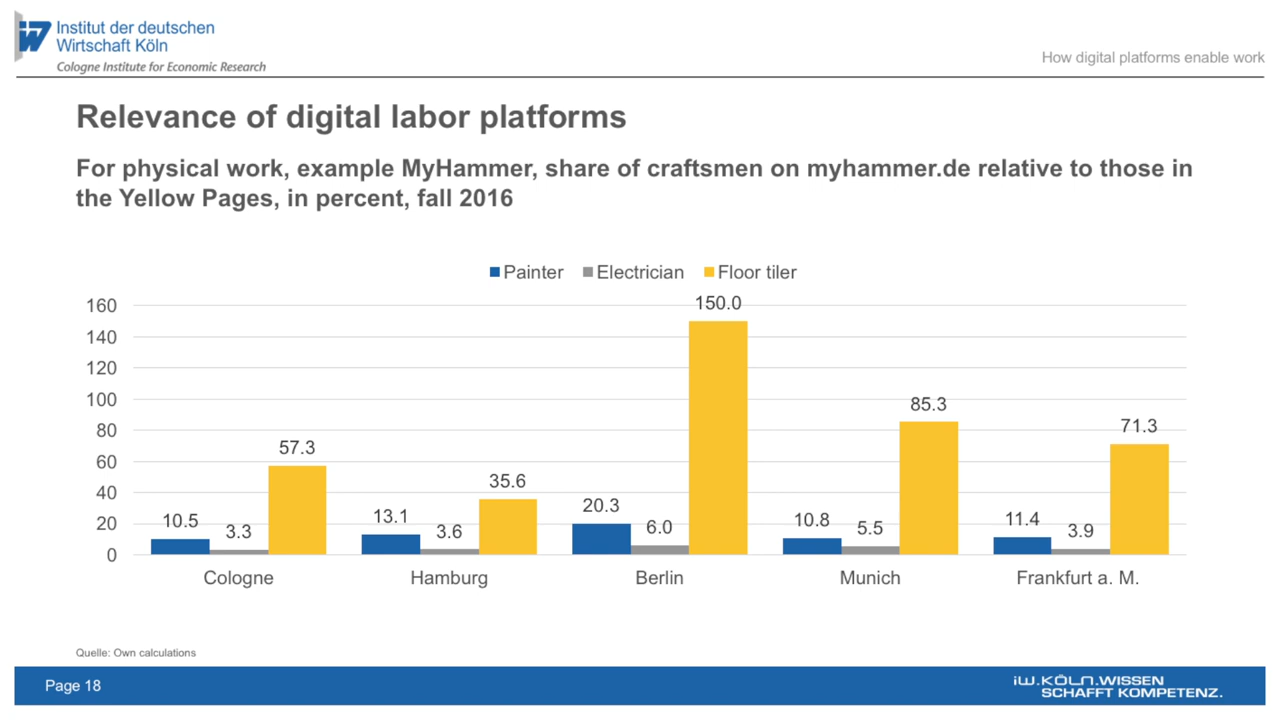 Institut der deutschen
Wirtschaft Köln
Cologne Institute for Economic Research
How digital platforms enable work
Relevance of digital labor platforms
For physical work, example MyHammer, share of craftsmen on myhammer.de relative to those in
the Yellow Pages, in percent, fall 2016
Painter Electrician Floor tiler
160
140
120
100
80
60
40
20
0
10.5 3.3 57.3
13.1 3.6 35.6
20.3 6.0 150.0
10.8 5.5 85.3
11.4 3.9 71.3
Cologne Hamburg Berlin Munich Frankfurt a. M.
Quelle: Own calculations
Page 18
iW.KÖLN.WISSEN
SCHAFFT KOMPETENZ.